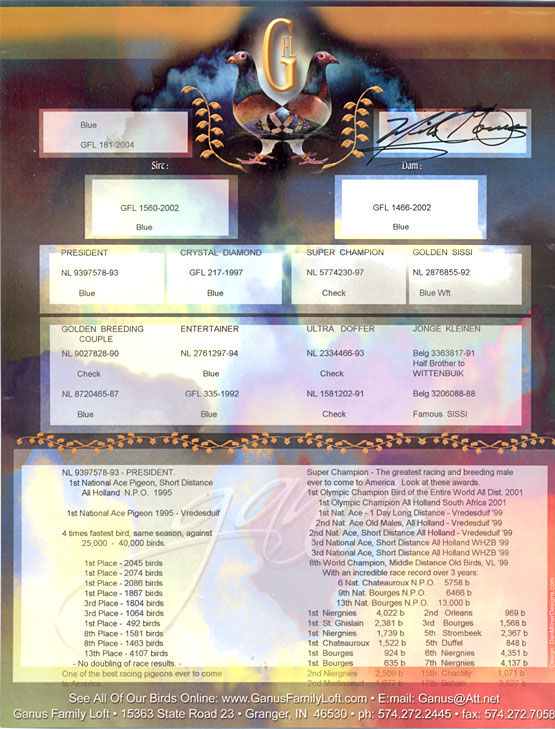 GFL
Blue
GFL 181-2004
Sire:
Dam:
GFL 1560-2002
Blue
GFL 1466-2002
Blue
PRESIDENT
NL 9397578-93
Blue
CRYSTAL DIAMOND
GFL 217-1997
Blue
SUPER CHAMPION
NL 5774230-97
Check
GOLDEN SISSI
NL 2876855-92
Blue Wft
GOLDEN BREEDING
COUPLE
NL 9027828-90
Check
NL 8720465-87
Blue
ENTERTAINER
NL 2761297-94
Blue
GFL 335-1992
Blue
ULTRA DOFFER
NL 2334466-93
Check
NL 1581202-91
Check
JONGE KLEINEN
Belg 3363817-91
Half Brother to
WITTENBUIK
Belg 3206088-88
Famous SISSI
ganus
NL 9397578-93 - PRESIDENT.
1st National Ace Pigeon, Short Distance
All Holland N.P.O. 1995
1st National Ace Pigeon 1995 - Vredesduif
4 times fastest bird, same season, against
25,000 - 40,000 birds.
1st Place - 2045 birds
1st Place - 2074 birds
1st Place - 2086 birds
1st Place - 1867 birds
3rd Place - 1804 birds
3rd Place - 1064 birds
1st Place - 492 birds
8th Place - 1581 birds
8th Place - 1463 birds
13th Place - 4107 birds
- No doubling of race results. -
One of the best racing pigeons ever to come
to America.
Super Champion - The greatest racing and breeding male
ever to come to America. Look at these awards.
1st Olympic Champion Bird of the Entire World All Dist. 2001
1st Olympic Champion All Holland South Africa 2001
1st Nat. Ace - 1 Day Long Distance - Vredesduif '99
2nd Nat. Ace Old Males, All Holland - Vredesduif '99
2nd Nat. Ace, Short Distance All Holland - Vredesduif '99
3rd National Ace, Short Distance All Holland WHZB '99
3rd National Ace, Short Distance All Holland WHZB '99
8th World Champion, Middle Distance Old Birds, VL '99
With an incredible race record over 3 years:
6 Nat. Chateauroux N.P.O. 5758 b
9th Nat. Bourges N.P.O. 6466 b
13th Nat. Bourges N.P.O. 13,000 b
1st Niergnies 4,022 b 2nd Orleans 969 b
1st St. Ghislain 2,381 b 3rd Bourges 1,568 b
1st Niergnies 1,739 b 5th Strombeek 2,367 b
1st Chateauroux 1,522 b 5th Duffel 848 b
1st Bourges 924 b 6th Niergnies 4,351 b
1st Bourges 635 b 7th Niergnies 4,137 b
2nd Niergnies 2,509 b 15th Chantilly 1,071 b
See All Of Our Birds Online: www.GanusFamilyLoft.com • E:mail: Ganus@Att.net
Ganus Family Loft • 15363 State Road 23 • Granger, IN 46530 • ph: 574.272.2445 • fax: 574.272.7058